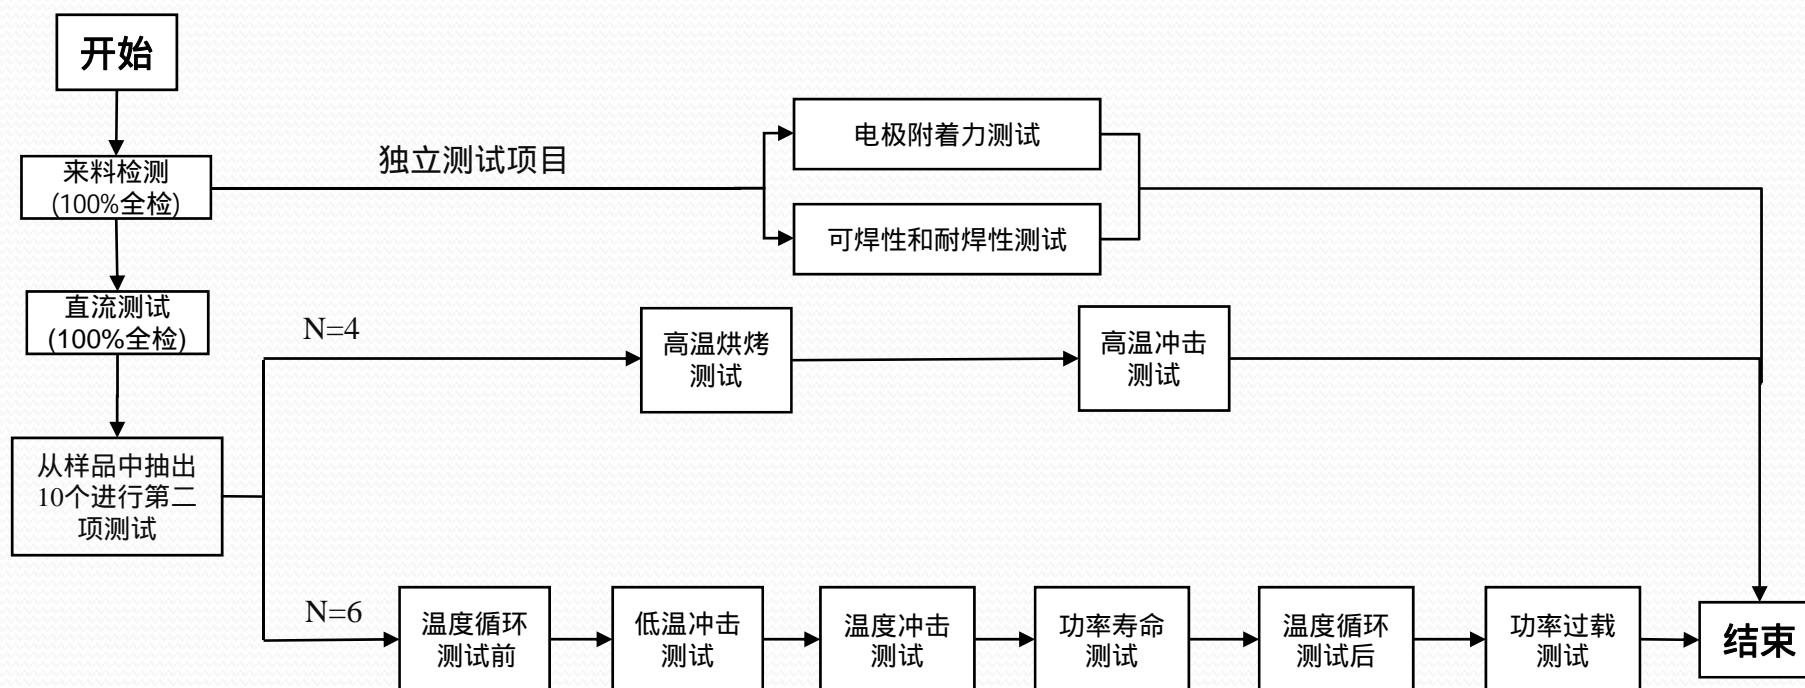 开始
来料检测
(100%全检)
独立测试项目
电极附着力测试
可焊性和耐焊性测试
直流测试
(100%全检)
N=4
高温烘烤
测试
高温冲击
测试
从样品中抽出
10个进行第二
项测试
N=6
温度循环
测试前
低温冲击
测试
温度冲击
测试
功率寿命
测试
温度循环
测试后
功率过载
测试
结束